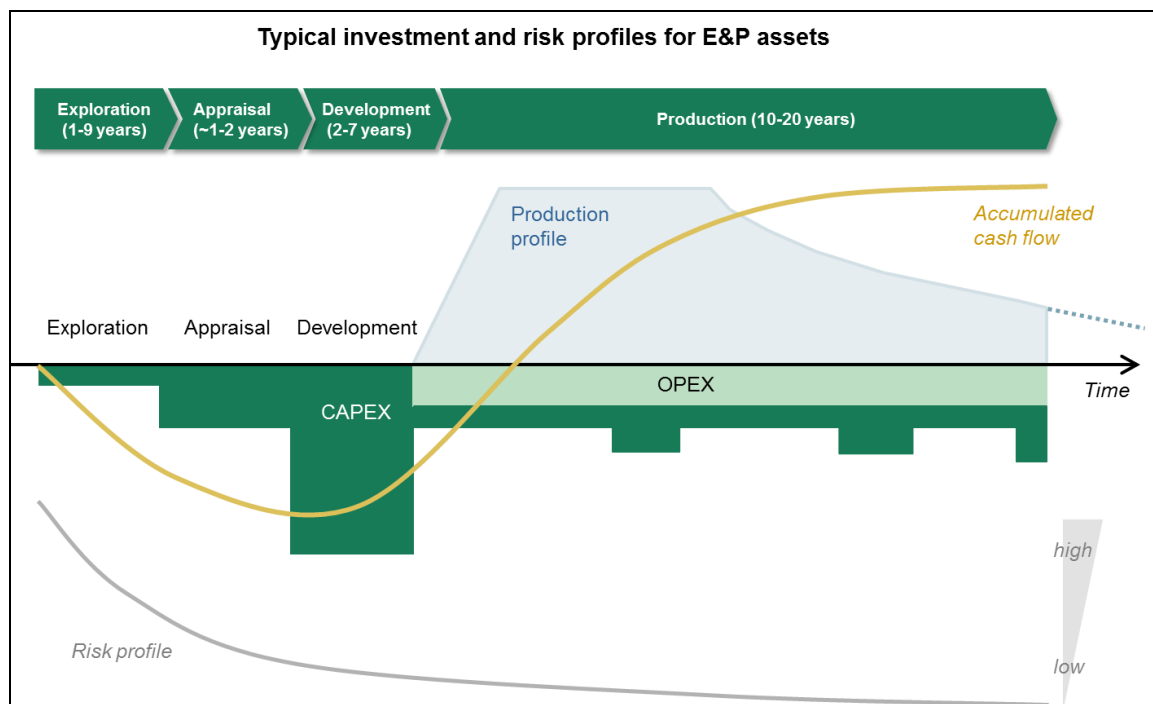 Typical investment and risk profiles for E&P assets
Exploration
(1-9 years)
Appraisal
(~1-2 years)
Development
(2-7 years)
Production (10-20 years)
Production
profile
Accumulated
cash flow
Exploration
Appraisal
Development
OPEX
Time
CAPEX
high
Risk profile
low